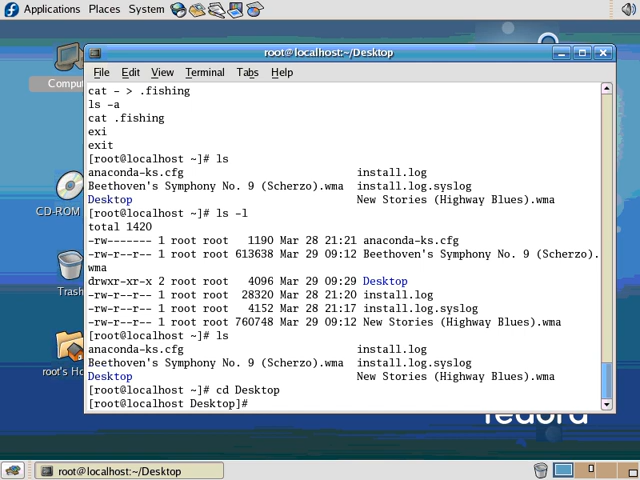 Applications Places System
root@localhost:~/Desktop
File Edit View Terminal Tabs Help
cat - > .fishing
ls -a
cat .fishing
exi
exit
[root@localhost ~]# ls
anaconda-ks.cfg install.log
Beethoven's Symphony No. 9 (Scherzo).wma install.log.syslog
Desktop New Stories (Highway Blues).wma
[root@localhost ~]# ls -l
total 1420
-rw------- 1 root root 1190 Mar 28 21:21 anaconda-ks.cfg
-rw-r--r-- 1 root root 613638 Mar 29 09:12 Beethoven's Symphony No. 9 (Scherzo).
wma
drwxr-xr-x 2 root root 4096 Mar 29 09:29 Desktop
-rw-r--r-- 1 root root 28320 Mar 28 21:20 install.log
-rw-r--r-- 1 root root 4152 Mar 28 21:17 install.log.syslog
-rw-r--r-- 1 root root 760748 Mar 29 09:12 New Stories (Highway Blues).wma
[root@localhost ~]# ls
anaconda-ks.cfg install.log
Beethoven's Symphony No. 9 (Scherzo).wma install.log.syslog
Desktop New Stories (Highway Blues).wma
[root@localhost ~]# cd Desktop
[root@localhost Desktop]#
Comput
CD-ROM
Trash
root's Ho
fedora
root@localhost:~/Desktop